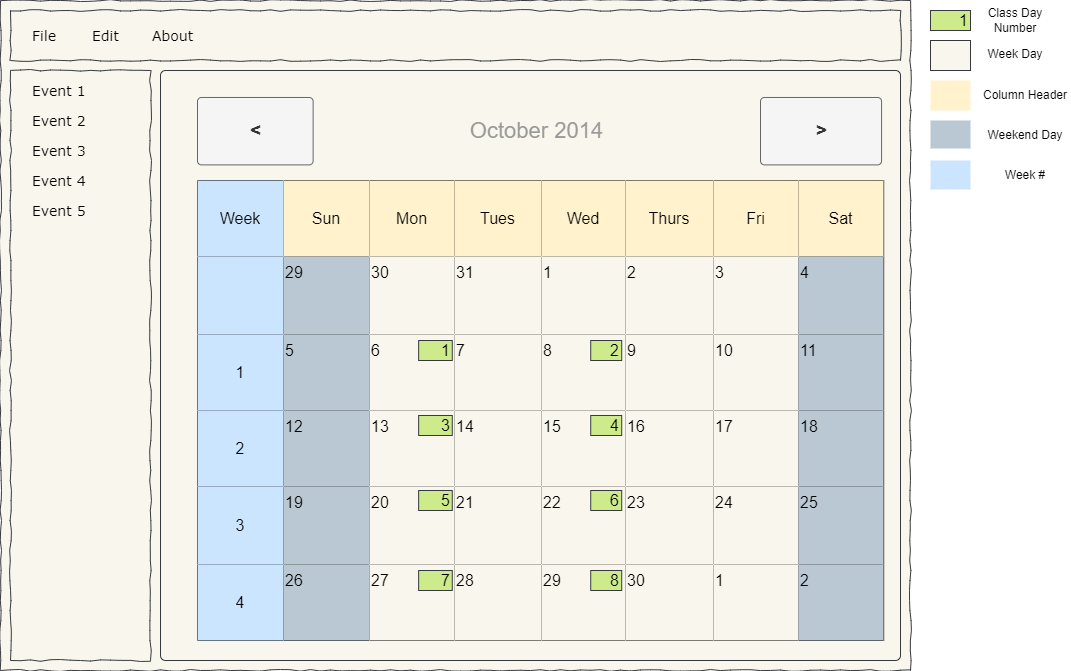 File Edit About
Event 1
Event 2
Event 3
Event 4
Event 5
< October 2014 >
Week Sun Mon Tues Wed Thurs Fri Sat
29 30 31 1 2 3 4
1 5 6 1 7 8 2 9 10 11
2 12 13 3 14 15 4 16 17 18
3 19 20 5 21 22 6 23 24 25
4 26 27 7 28 29 8 30 1 2
1 Class Day
Number
Week Day
Column Header
Weekend Day
Week #